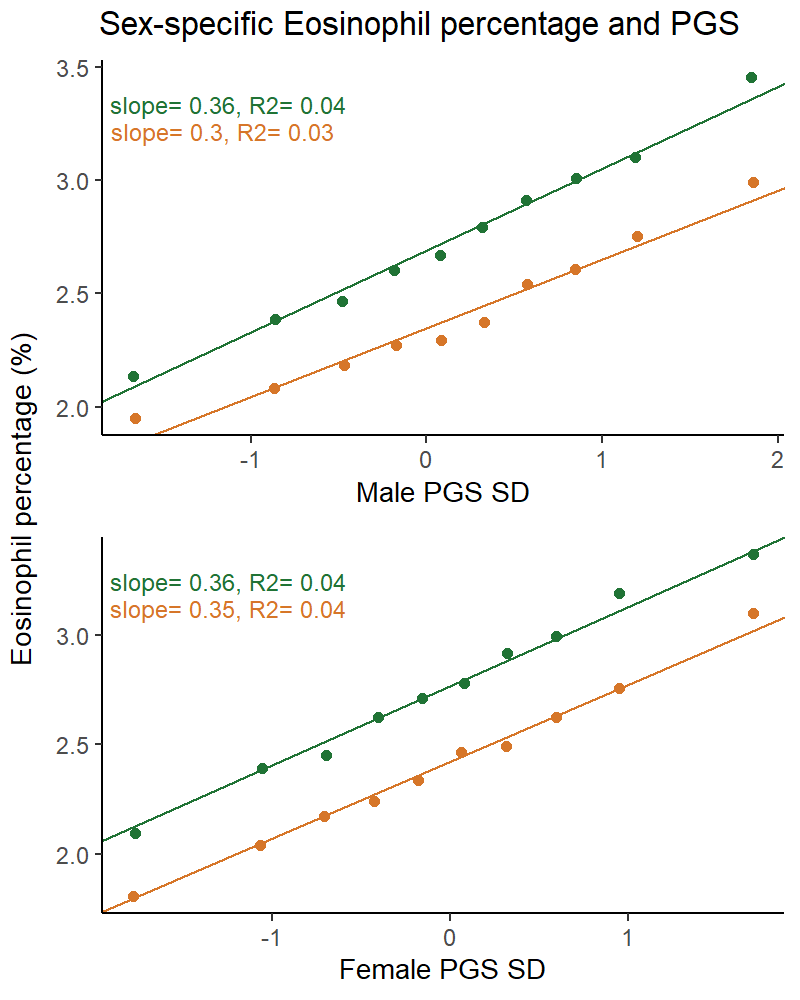 Sex-specific Eosinophil percentage and PGS
Eosinophil percentage (%)
3.5
3.0
2.5
2.0
slope= 0.36, R2= 0.04
slope= 0.3, R2= 0.03
-1
0
1
2
Male PGS SD
3.0
2.5
2.0
slope= 0.36, R2= 0.04
slope= 0.35, R2= 0.04
-1
0
1
Female PGS SD